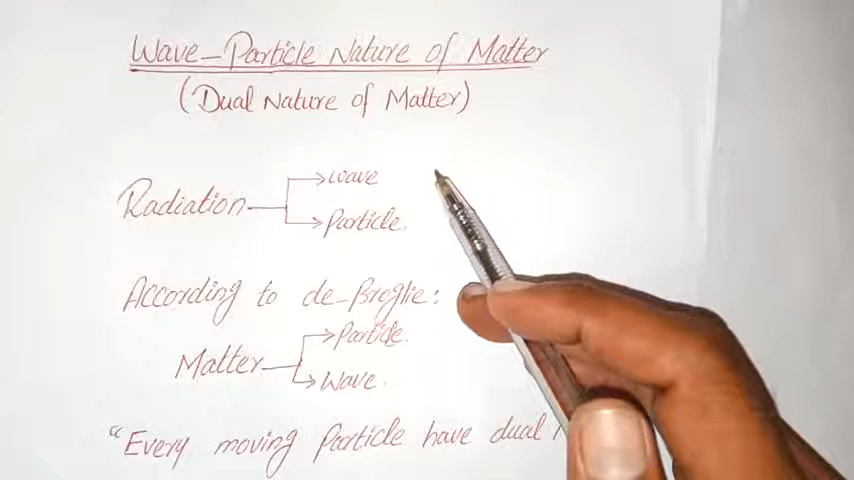 Wave-Particle Nature of Matter
(Dual Nature of Matter)
Radiation → Wave
→ Particle.
According to de-Broglie:
→ Particle.
Matter
→ Wave.
"Every moving Particle have dual